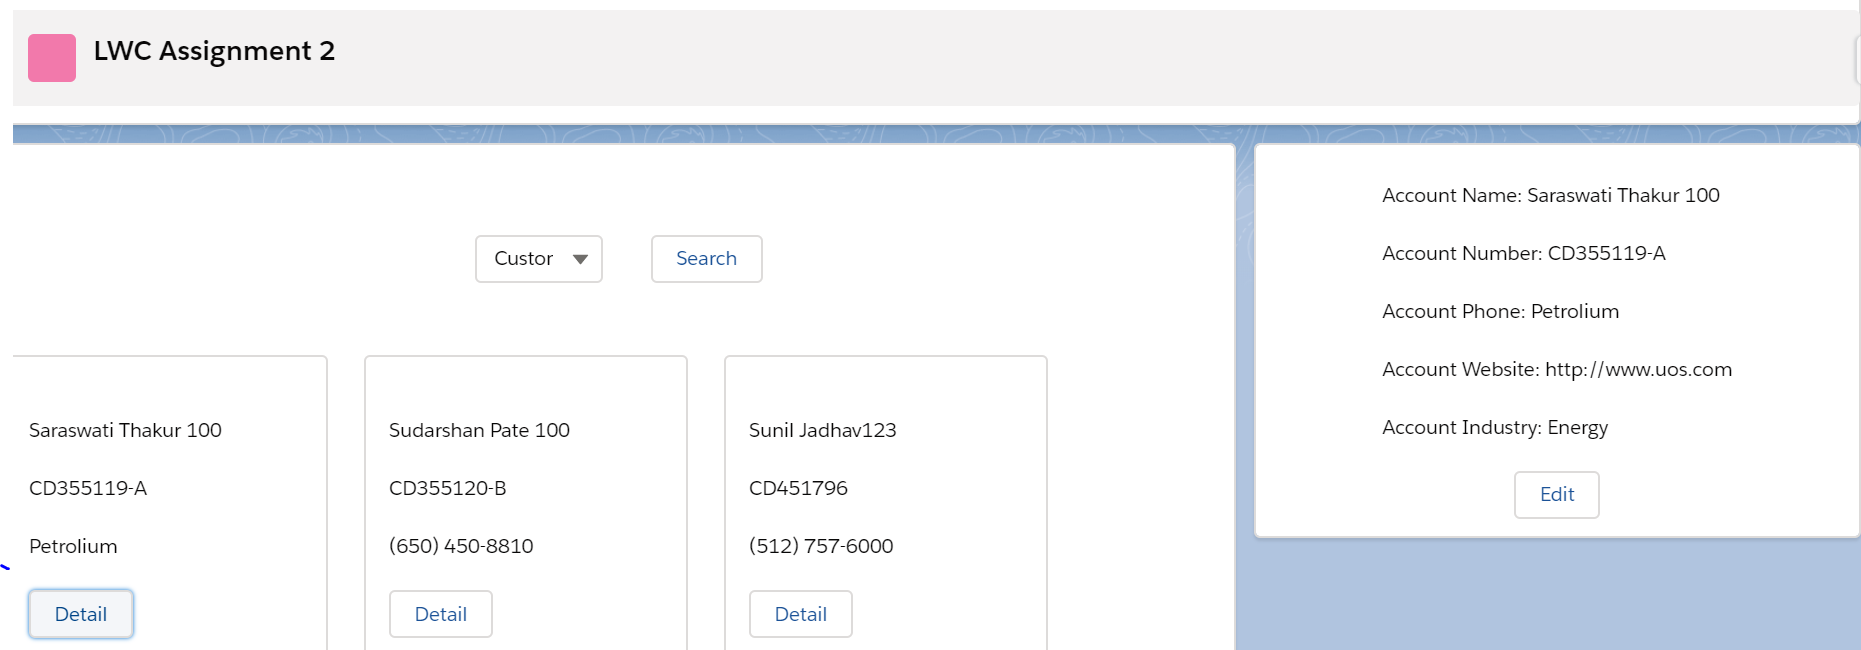 LWC Assignment 2
Custor
Search
Saraswati Thakur 100
CD355119-A
Petrolium
Detail
Sudarshan Pate 100
CD355120-B
(650) 450-8810
Detail
Sunil Jadhav123
CD451796
(512) 757-6000
Detail
Account Name: Saraswati Thakur 100
Account Number: CD355119-A
Account Phone: Petrolium
Account Website: http://www.uos.com
Account Industry: Energy
Edit